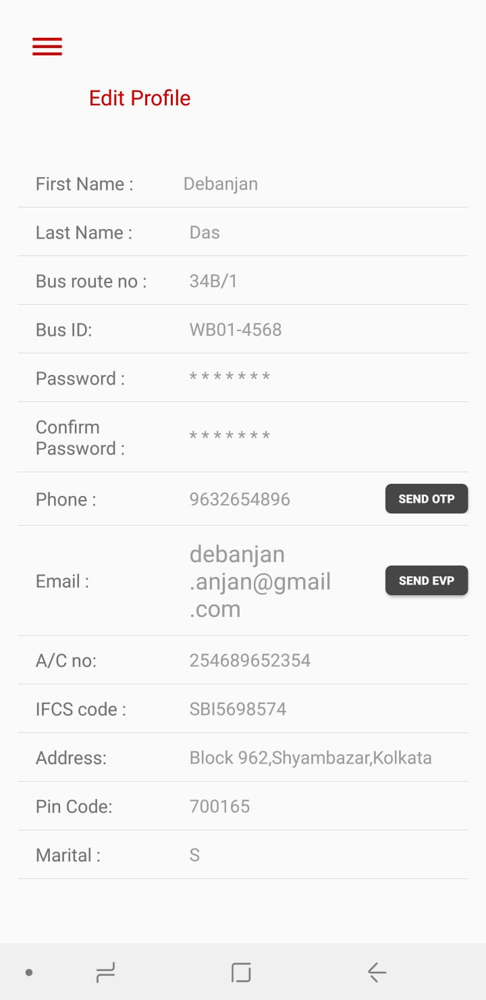 Edit Profile
First Name : Debanjan
Last Name : Das
Bus route no : 34B/1
Bus ID: WB01-4568
Password : * * * * * * *
Confirm
Password : * * * * * * *
Phone : 9632654896 SEND OTP
debanjan
Email : .anjan@gmail SEND EVP
.com
A/C no: 254689652354
IFCS code : SBI5698574
Address: Block 962,Shyambazar,Kolkata
Pin Code: 700165
Marital : S